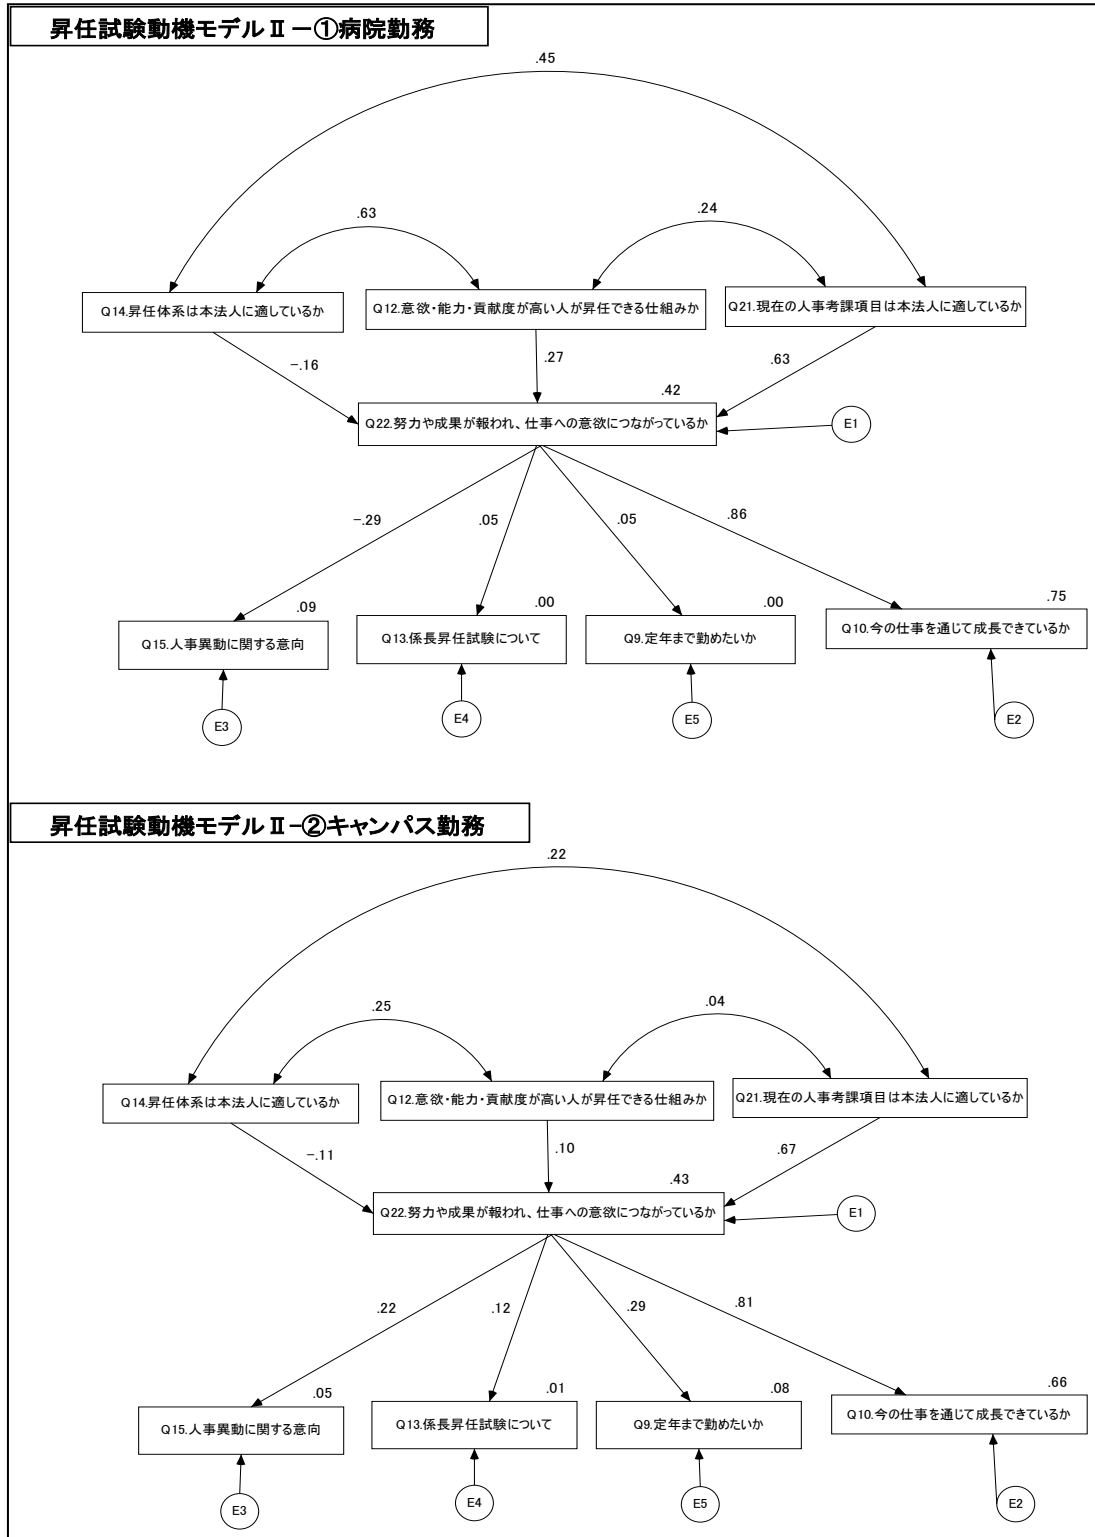 昇任試験動機モデルⅡ－①病院勤務
.45
.63
.24
Q14.昇任体系は本法人に適しているか
Q12.意欲・能力・貢献度が高い人が昇任できる仕組みか
Q21.現在の人事考課項目は本法人に適しているか
-.16
.27
.63
.42
Q22.努力や成果が報われ、仕事への意欲につながっているか
E1
-.29
.05
.05
.86
.09
.00
.00
.75
Q15.人事異動に関する意向
Q13.係長昇任試験について
Q9.定年まで勤めたいか
Q10.今の仕事を通じて成長できているか
E3
E4
E5
E2
昇任試験動機モデルⅡ-②キャンパス勤務
.22
.25
.04
Q14.昇任体系は本法人に適しているか
Q12.意欲・能力・貢献度が高い人が昇任できる仕組みか
Q21.現在の人事考課項目は本法人に適しているか
-.11
.10
.67
.43
Q22.努力や成果が報われ、仕事への意欲につながっているか
E1
.22
.12
.29
.81
.05
.01
.08
.66
Q15.人事異動に関する意向
Q13.係長昇任試験について
Q9.定年まで勤めたいか
Q10.今の仕事を通じて成長できているか
E3
E4
E5
E2